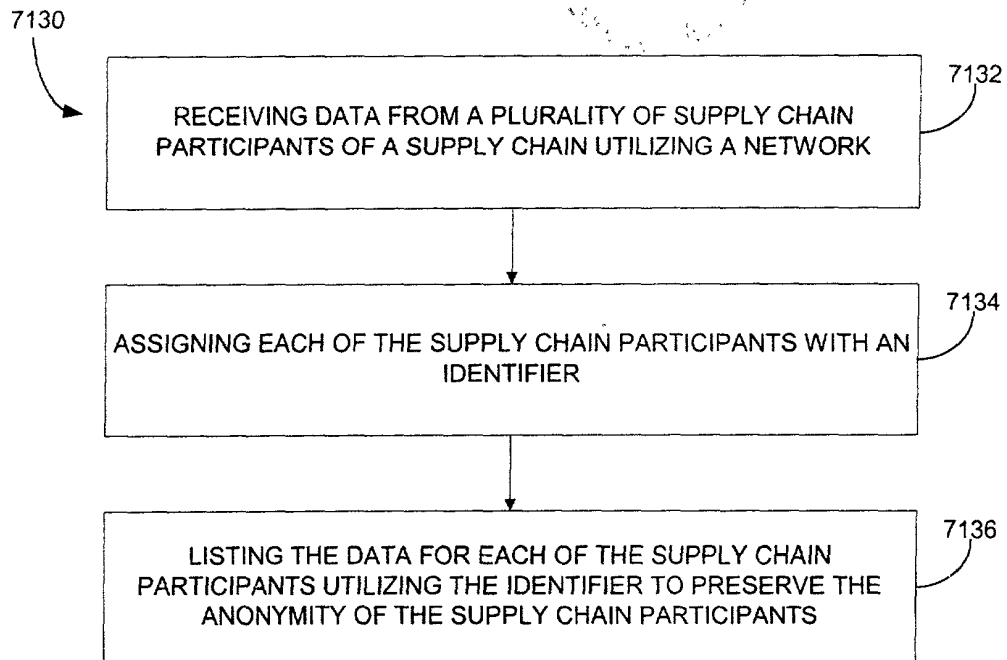 7130
7132
RECEIVING DATA FROM A PLURALITY OF SUPPLY CHAIN
PARTICIPANTS OF A SUPPLY CHAIN UTILIZING A NETWORK
7134
ASSIGNING EACH OF THE SUPPLY CHAIN PARTICIPANTS WITH AN
IDENTIFIER
7136
LISTING THE DATA FOR EACH OF THE SUPPLY CHAIN
PARTICIPANTS UTILIZING THE IDENTIFIER TO PRESERVE THE
ANONYMITY OF THE SUPPLY CHAIN PARTICIPANTS